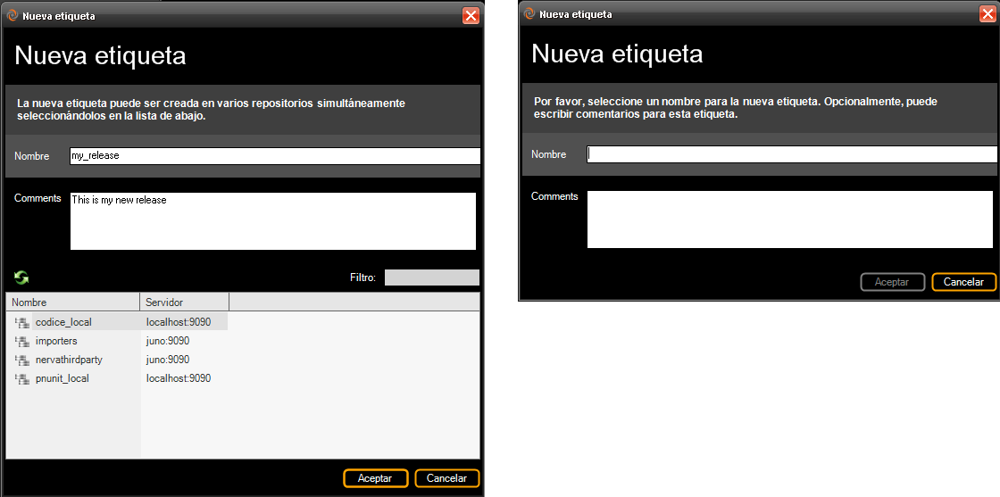 Nueva etiqueta
Nueva etiqueta
La nueva etiqueta puede ser creada en varios repositorios simultáneamente
seleccionándolos en la lista de abajo.
Nombre my_release
Comments This is my new release
Filtro:
Nombre Servidor
codice_local localhost:9090
importers juno:9090
nervathirdparty juno:9090
pnunit_local localhost:9090
Aceptar Cancelar
Nueva etiqueta
Nueva etiqueta
Por favor, seleccione un nombre para la nueva etiqueta. Opcionalmente, puede
escribir comentarios para esta etiqueta.
Nombre
Comments
Aceptar Cancelar